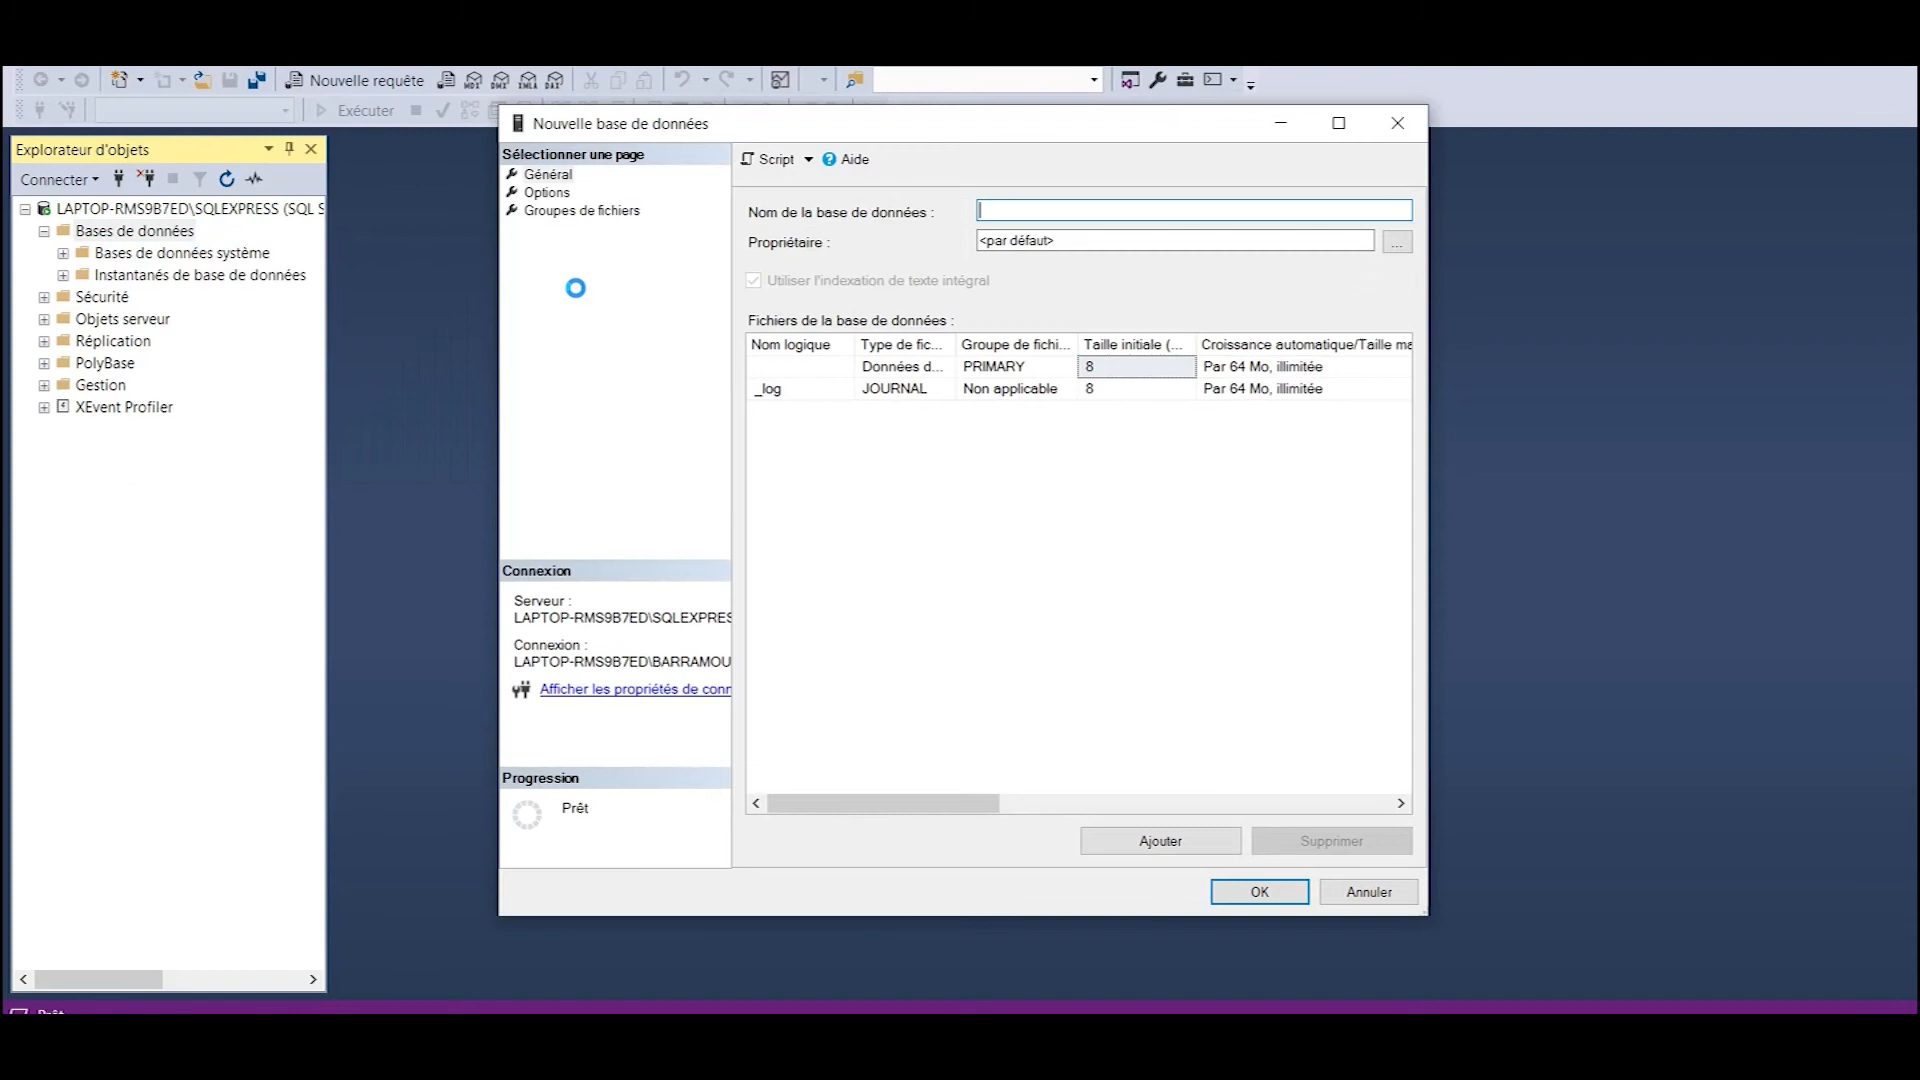 Nouvelle requête
MDX DMX XMLA DAX
Exécuter
Explorateur d'objets
Connecter
LAPTOP-RMS9B7ED\SQLEXPRESS (SQL S
Bases de données
Bases de données système
Instantanés de base de données
Sécurité
Objets serveur
Réplication
PolyBase
Gestion
XEvent Profiler
Nouvelle base de données
Sélectionner une page
Général
Options
Groupes de fichiers
Script Aide
Nom de la base de données :
Propriétaire : <par défaut> ...
Utiliser l'indexation de texte intégral
Fichiers de la base de données :
Nom logique Type de fic... Groupe de fichi... Taille initiale (... Croissance automatique/Taille ma
Données d... PRIMARY 8 Par 64 Mo, illimitée
_log JOURNAL Non applicable 8 Par 64 Mo, illimitée
Connexion
Serveur :
LAPTOP-RMS9B7ED\SQLEXPRES
Connexion :
LAPTOP-RMS9B7ED\BARRAMOU
Afficher les propriétés de conn
Progression
Prêt
Ajouter Supprimer
OK Annuler
Prêt